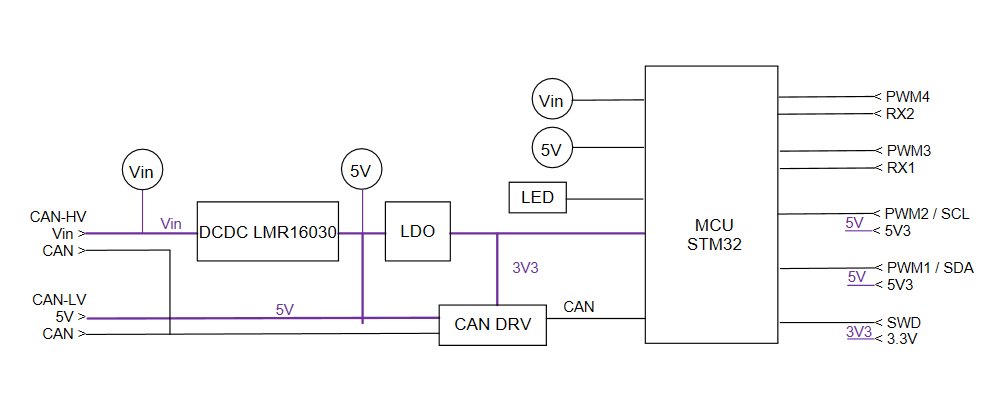 Vin
5V
Vin
5V
LED
CAN-HV
Vin >
CAN >
Vin
DCDC LMR16030
LDO
3V3
CAN-LV
5V >
CAN >
5V
CAN DRV
CAN
MCU
STM32
< PWM4
< RX2
< PWM3
< RX1
< PWM2 / SCL
5V < 5V3
< PWM1 / SDA
5V < 5V3
< SWD
3V3 < 3.3V